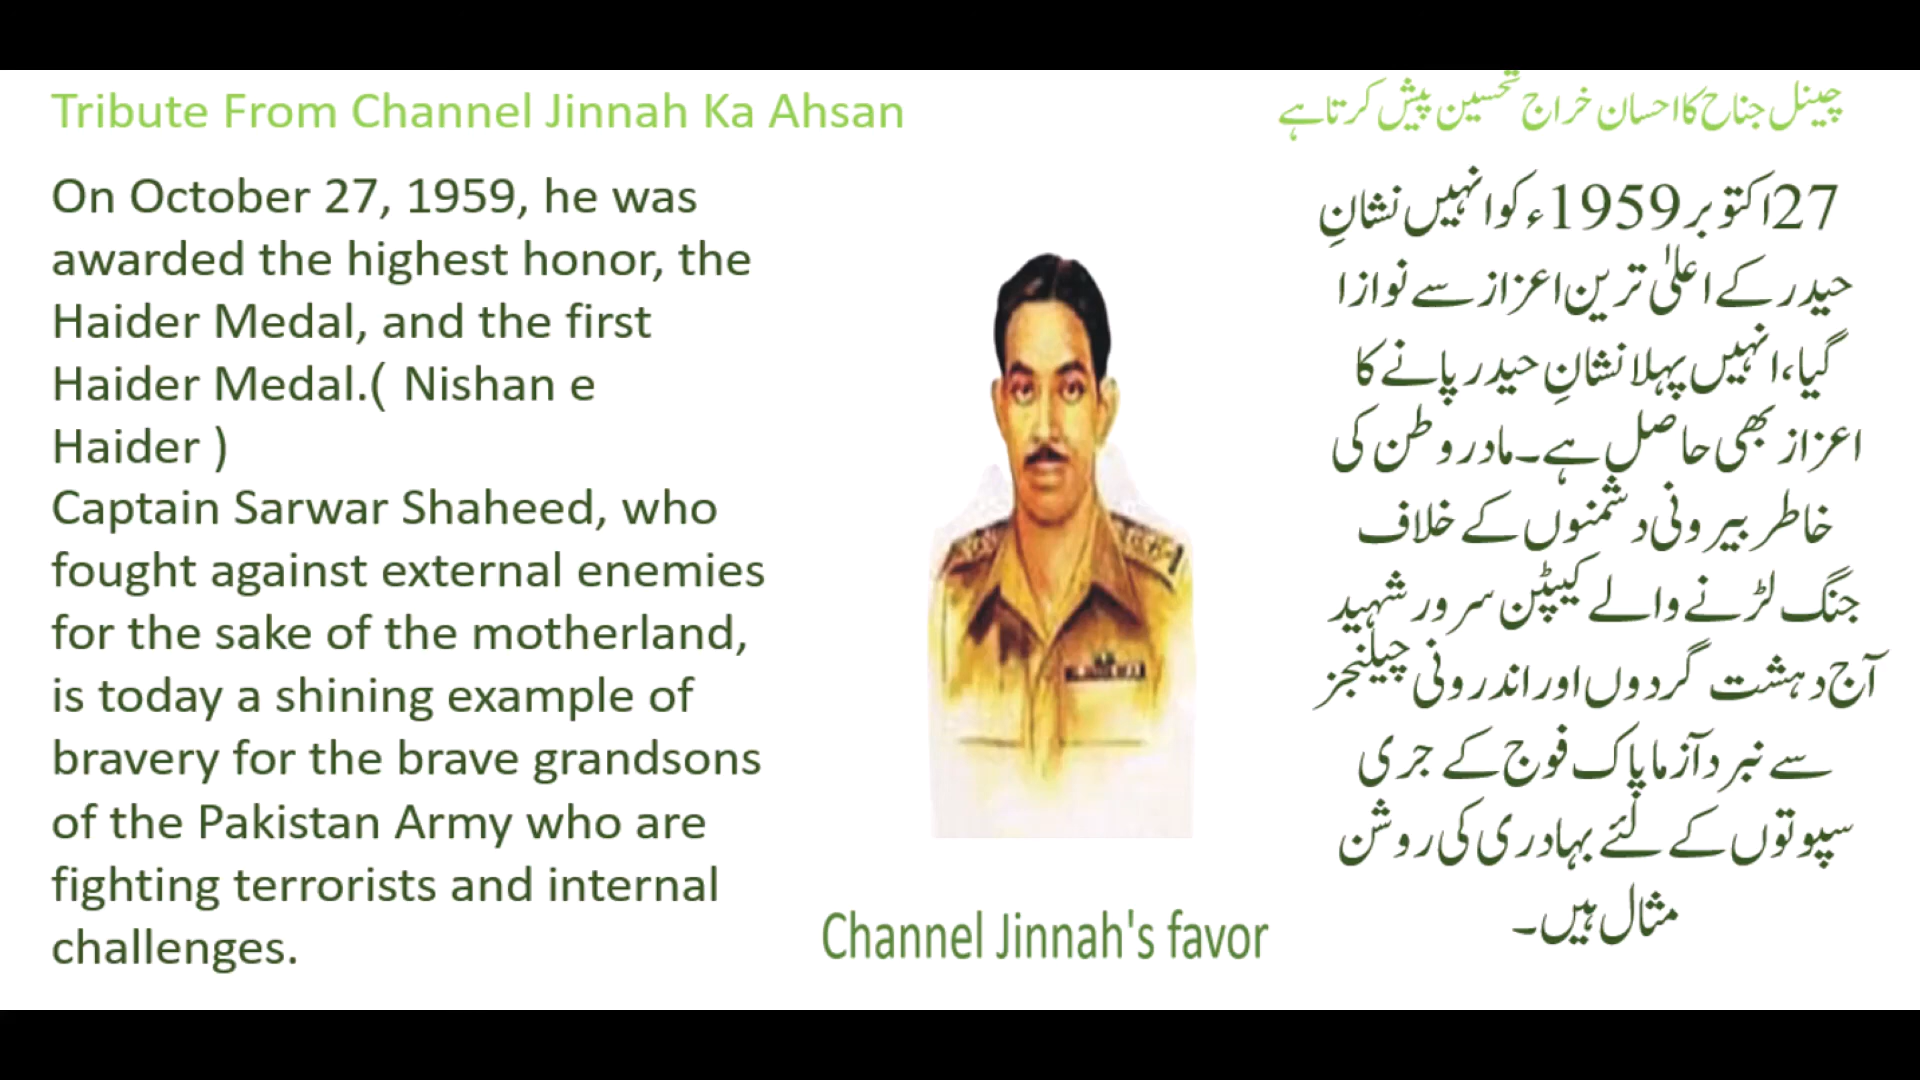 Tribute From Channel Jinnah Ka Ahsan
On October 27, 1959, he was
awarded the highest honor, the
Haider Medal, and the first
Haider Medal.( Nishan e
Haider )
Captain Sarwar Shaheed, who
fought against external enemies
for the sake of the motherland,
is today a shining example of
bravery for the brave grandsons
of the Pakistan Army who are
fighting terrorists and internal
challenges.
Channel Jinnah's favor
چینل جناح کا احسان خراج تحسین پیش کرتا ہے
27اکتوبر 1959ء کو انہیں نشانِ
حیدر کے اعلیٰ ترین اعزاز سے نوازا
گیا،انہیں پہلا نشانِ حیدر پانے کا
اعزاز بھی حاصل ہے۔مادر وطن کی
خاطر بیرونی دشمنوں کے خلاف
جنگ لڑنے والے کیپٹن سرور شہید
آج دہشت گردوں اور اندرونی چیلنجز
سے نبرد آزما پاک فوج کے جری
سپوتوں کے لئے بہادری کی روشن
مثال ہیں۔